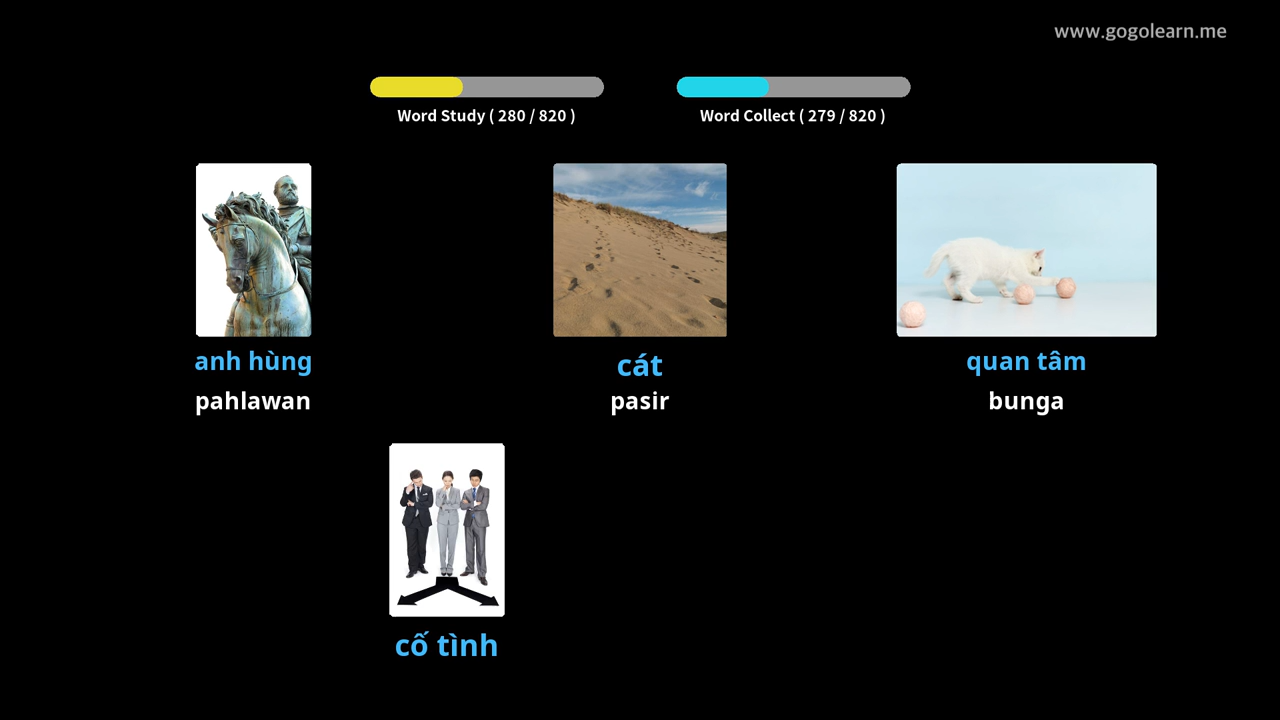 www.gogolearn.me
Word Study ( 280 / 820 )
Word Collect ( 279 / 820 )
anh hùng
pahlawan
cát
pasir
quan tâm
bunga
cố tình